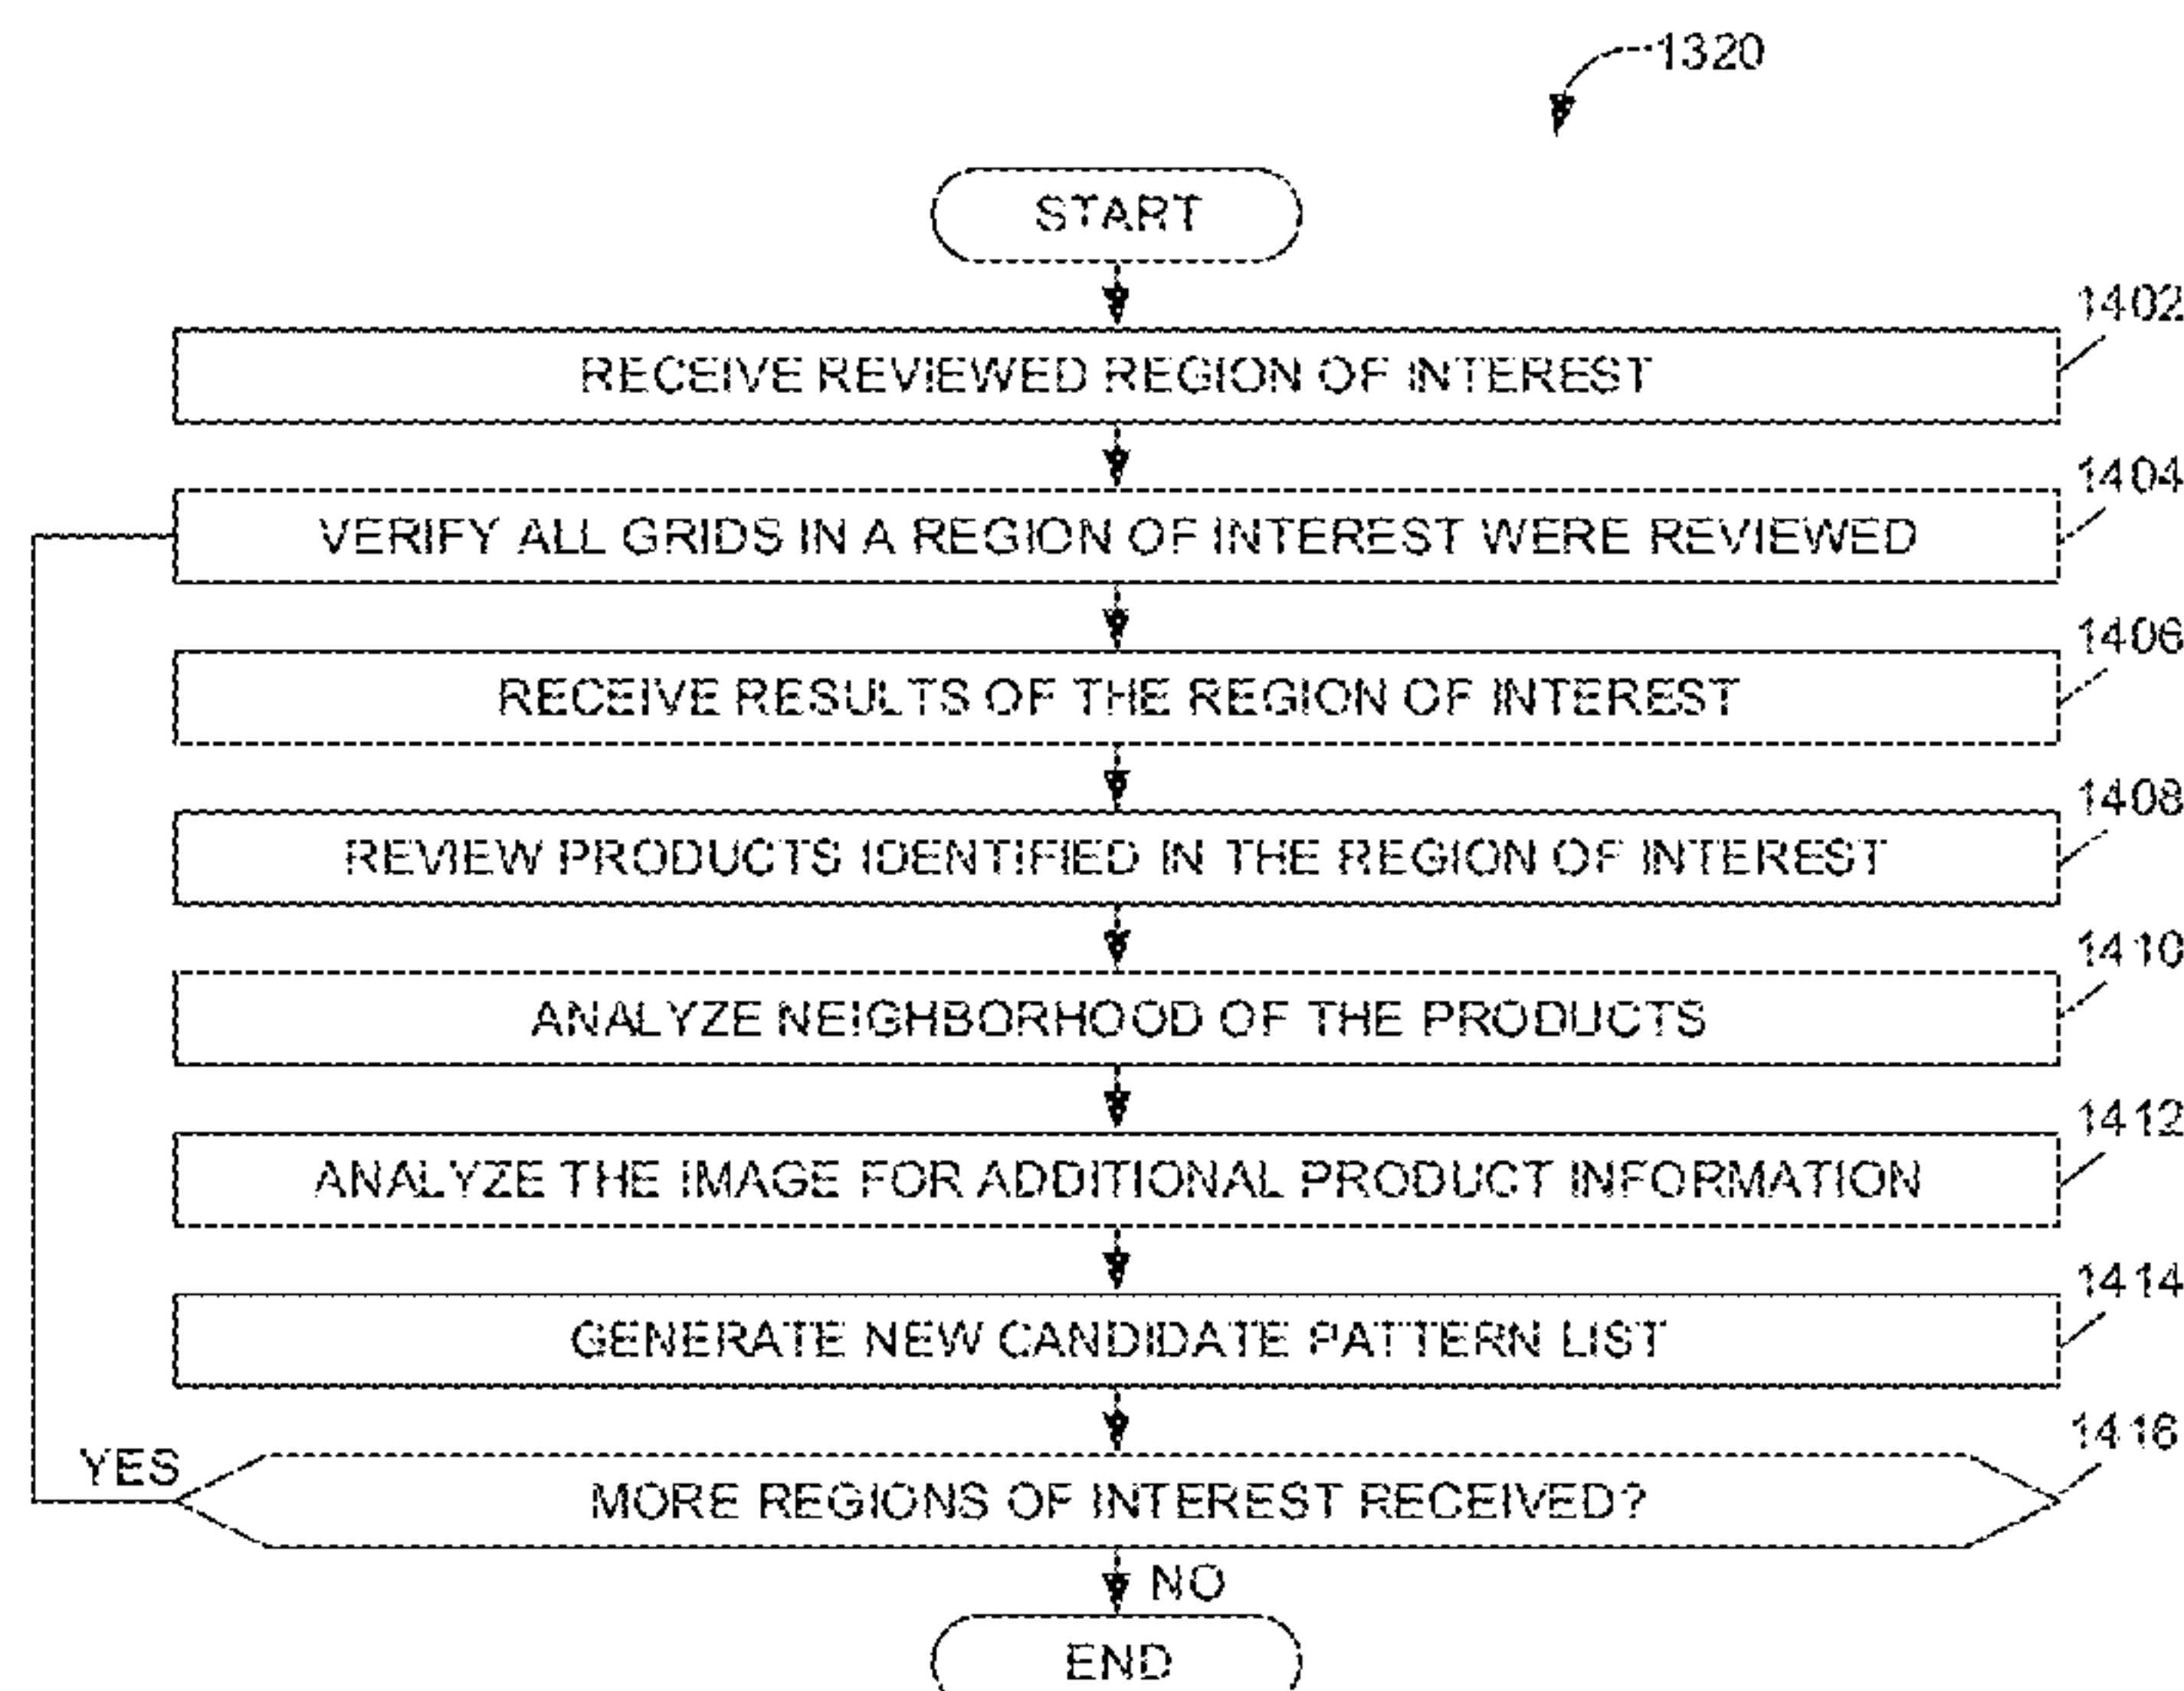 1320
START
1402
RECEIVE REVIEWED REGION OF INTEREST
1404
VERIFY ALL GRIDS IN A REGION OF INTEREST WERE REVIEWED
1406
RECEIVE RESULTS OF THE REGION OF INTEREST
1408
REVIEW PRODUCTS IDENTIFIED IN THE REGION OF INTEREST
1410
ANALYZE NEIGHBORHOOD OF THE PRODUCTS
1412
ANALYZE THE IMAGE FOR ADDITIONAL PRODUCT INFORMATION
1414
GENERATE NEW CANDIDATE PATTERN LIST
1416
YES
MORE REGIONS OF INTEREST RECEIVED?
NO
END